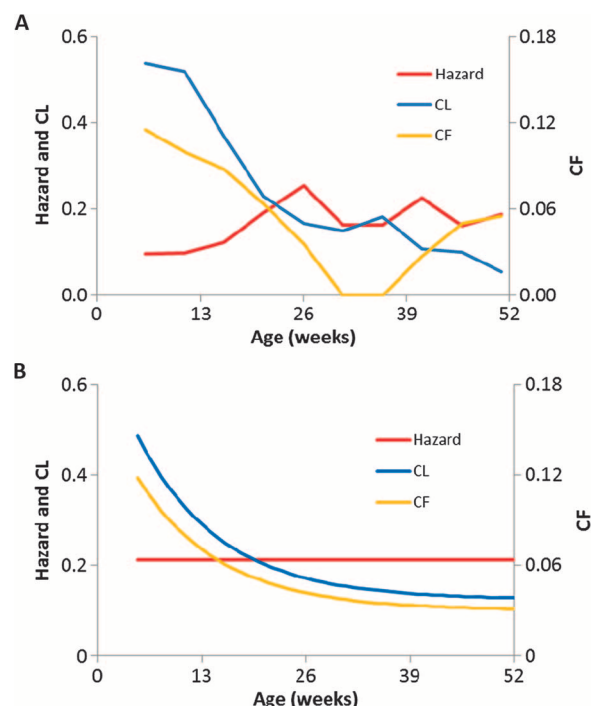 A
Hazard and CL
0.6
0.4
0.2
0.0
0
13
26
39
52
Age (weeks)
Hazard
CL
CF
0.18
0.12
0.06
0.00
CF
B
Hazard and CL
0.6
0.4
0.2
0
0
13
26
39
52
Age (weeks)
Hazard
CL
CF
0.18
0.12
0.06
0
CF